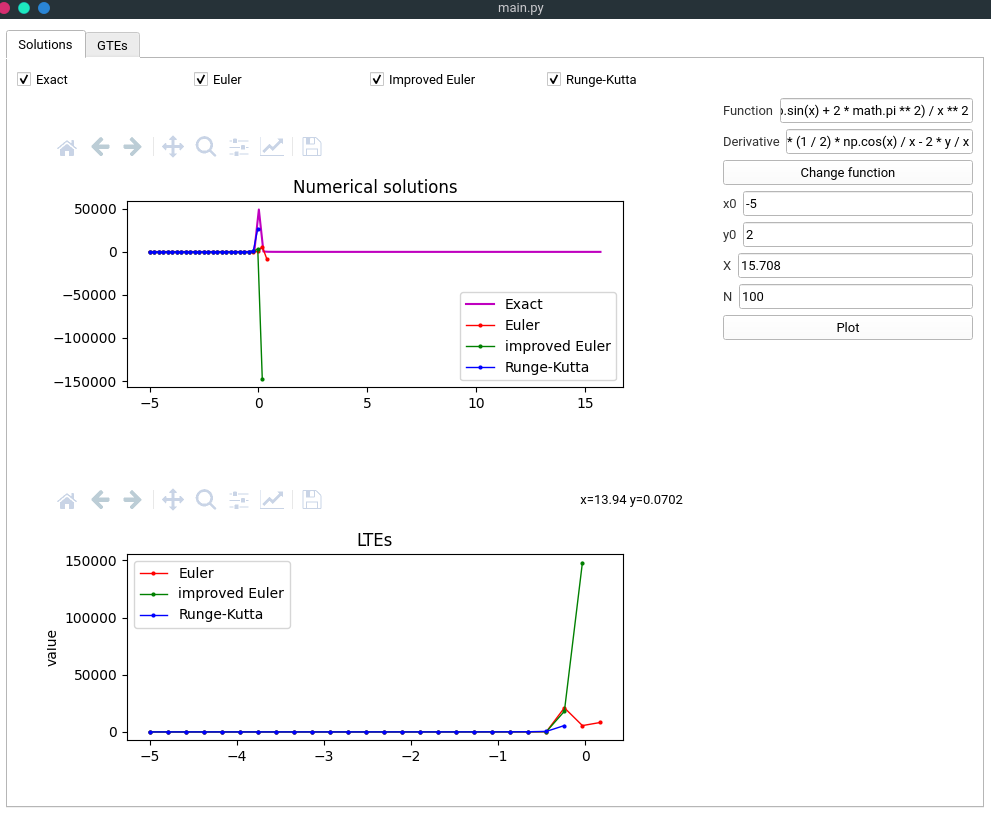 main.py
Solutions GTEs
Exact Euler Improved Euler Runge-Kutta
Function .sin(x) + 2 * math.pi ** 2) / x ** 2
Derivative * (1 / 2) * np.cos(x) / x - 2 * y / x
Change function
x0 -5
y0 2
X 15.708
N 100
Plot
Numerical solutions
50000
0
−50000
−100000
−150000
Exact
Euler
improved Euler
Runge-Kutta
−5 0 5 10 15
x=13.94 y=0.0702
LTEs
value
150000
100000
50000
0
Euler
improved Euler
Runge-Kutta
−5 −4 −3 −2 −1 0